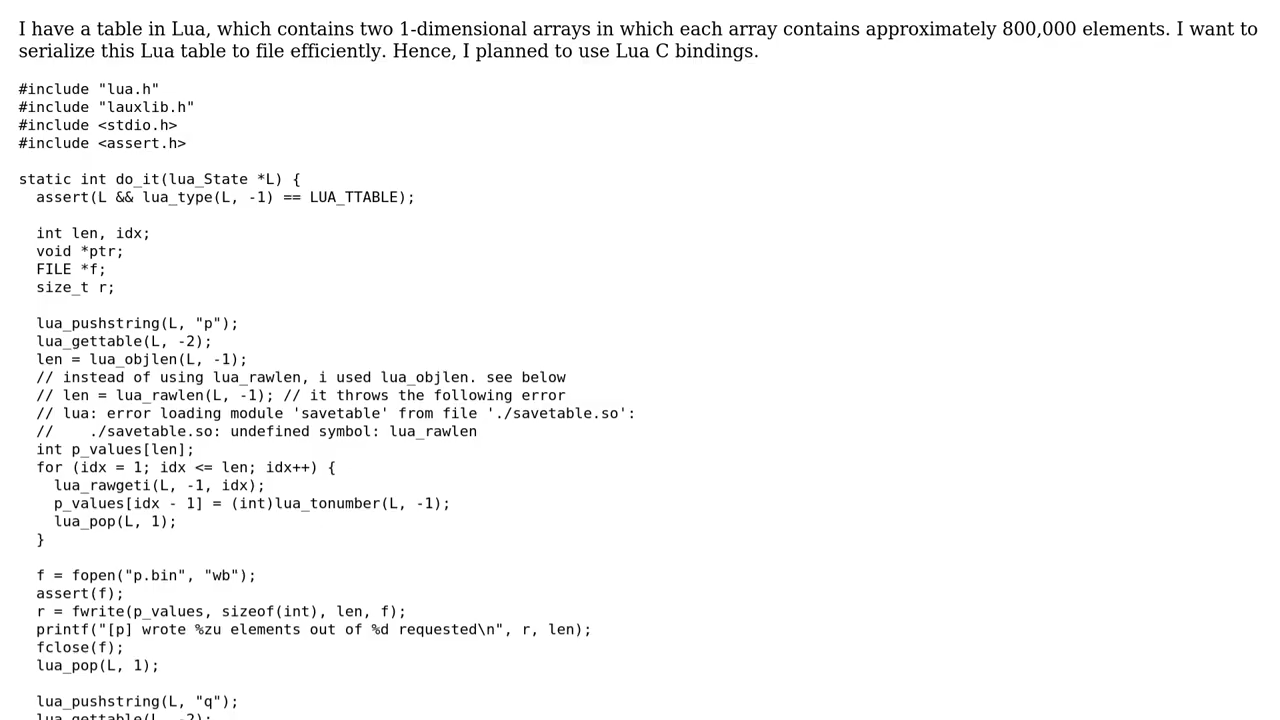 I have a table in Lua, which contains two 1-dimensional arrays in which each array contains approximately 800,000 elements. I want to
serialize this Lua table to file efficiently. Hence, I planned to use Lua C bindings.
#include "lua.h"
#include "lauxlib.h"
#include <stdio.h>
#include <assert.h>
static int do_it(lua_State *L) {
  assert(L && lua_type(L, -1) == LUA_TTABLE);
  int len, idx;
  void *ptr;
  FILE *f;
  size_t r;
  lua_pushstring(L, "p");
  lua_gettable(L, -2);
  len = lua_objlen(L, -1);
  // instead of using lua_rawlen, i used lua_objlen. see below
  // len = lua_rawlen(L, -1); // it throws the following error
  // lua: error loading module 'savetable' from file './savetable.so':
  //    ./savetable.so: undefined symbol: lua_rawlen
  int p_values[len];
  for (idx = 1; idx <= len; idx++) {
    lua_rawgeti(L, -1, idx);
    p_values[idx - 1] = (int)lua_tonumber(L, -1);
    lua_pop(L, 1);
  }
  f = fopen("p.bin", "wb");
  assert(f);
  r = fwrite(p_values, sizeof(int), len, f);
  printf("[p] wrote %zu elements out of %d requested\n", r, len);
  fclose(f);
  lua_pop(L, 1);
  lua_pushstring(L, "q");
  lua_gettable(L, -2);